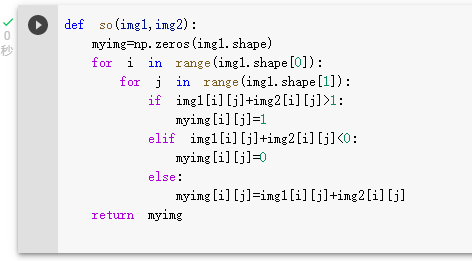 0
秒
def so(img1,img2):
    myimg=np.zeros(img1.shape)
    for i in range(img1.shape[0]):
        for j in range(img1.shape[1]):
            if img1[i][j]+img2[i][j]>1:
                myimg[i][j]=1
            elif img1[i][j]+img2[i][j]<0:
                myimg[i][j]=0
            else:
                myimg[i][j]=img1[i][j]+img2[i][j]
    return myimg